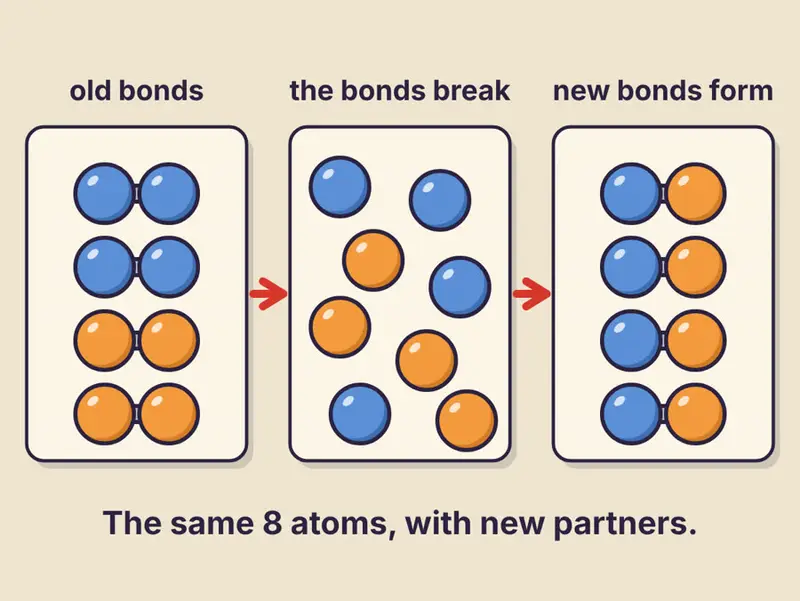 old bonds
the bonds break
new bonds form
The same 8 atoms, with new partners.